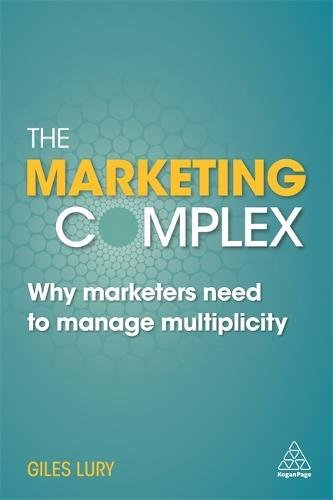 THE
MARKETING
COMPLEX
Why marketers need
to manage multiplicity
GILES LURY
KoganPage